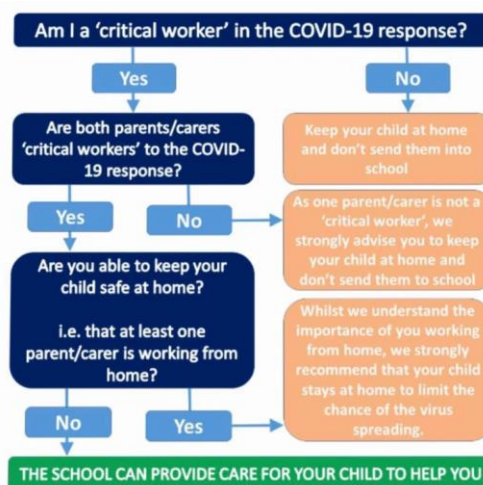 Am I a ‘critical worker’ in the COVID-19 response?
Yes
No
Are both parents/carers
‘critical workers’ to the COVID-
19 response?
Keep your child at home
and don’t send them into
school
Yes
No
As one parent/carer is not a
‘critical worker’, we
strongly advise you to keep
your child at home and
don’t send them to school
Are you able to keep your
child safe at home?
i.e. that at least one
parent/carer is working from
home?
Whilst we understand the
importance of you working
from home, we strongly
recommend that your child
stays at home to limit the
chance of the virus
spreading.
No
Yes
THE SCHOOL CAN PROVIDE CARE FOR YOUR CHILD TO HELP YOU